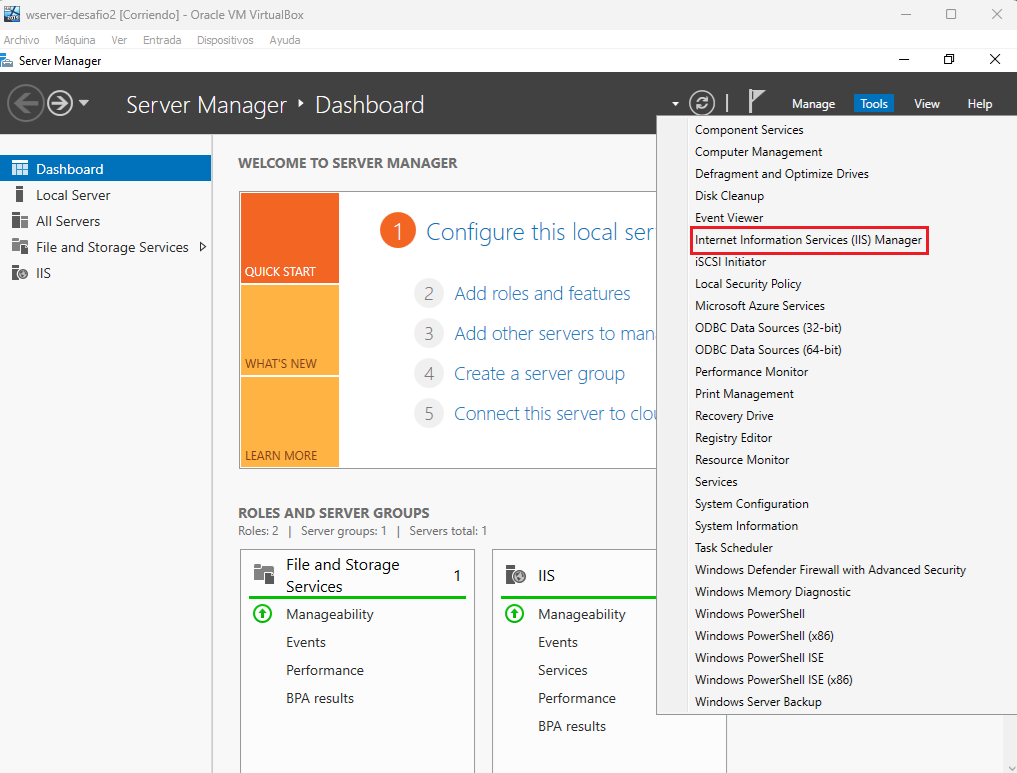 wserver-desafio2 [Corriendo] - Oracle VM VirtualBox
Archivo Máquina Ver Entrada Dispositivos Ayuda
Server Manager
Server Manager Dashboard
Manage Tools View Help
Dashboard
Local Server
All Servers
File and Storage Services
IIS
WELCOME TO SERVER MANAGER
QUICK START
WHAT'S NEW
LEARN MORE
1 Configure this local ser
2 Add roles and features
3 Add other servers to man
4 Create a server group
5 Connect this server to clou
ROLES AND SERVER GROUPS
Roles: 2 | Server groups: 1 | Servers total: 1
File and Storage
Services
1
Manageability
Events
Performance
BPA results
IIS
Manageability
Events
Services
Performance
BPA results
Component Services
Computer Management
Defragment and Optimize Drives
Disk Cleanup
Event Viewer
Internet Information Services (IIS) Manager
iSCSI Initiator
Local Security Policy
Microsoft Azure Services
ODBC Data Sources (32-bit)
ODBC Data Sources (64-bit)
Performance Monitor
Print Management
Recovery Drive
Registry Editor
Resource Monitor
Services
System Configuration
System Information
Task Scheduler
Windows Defender Firewall with Advanced Security
Windows Memory Diagnostic
Windows PowerShell
Windows PowerShell (x86)
Windows PowerShell ISE
Windows PowerShell ISE (x86)
Windows Server Backup